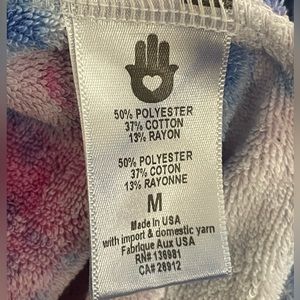 50% POLYESTER
37% COTTON
13% RAYON
50% POLYESTER
37% COTON
13% RAYONNE
M
Made In USA
with import & domestic yarn
Fabrique Aux USA
RN# 136981
CA# 28912